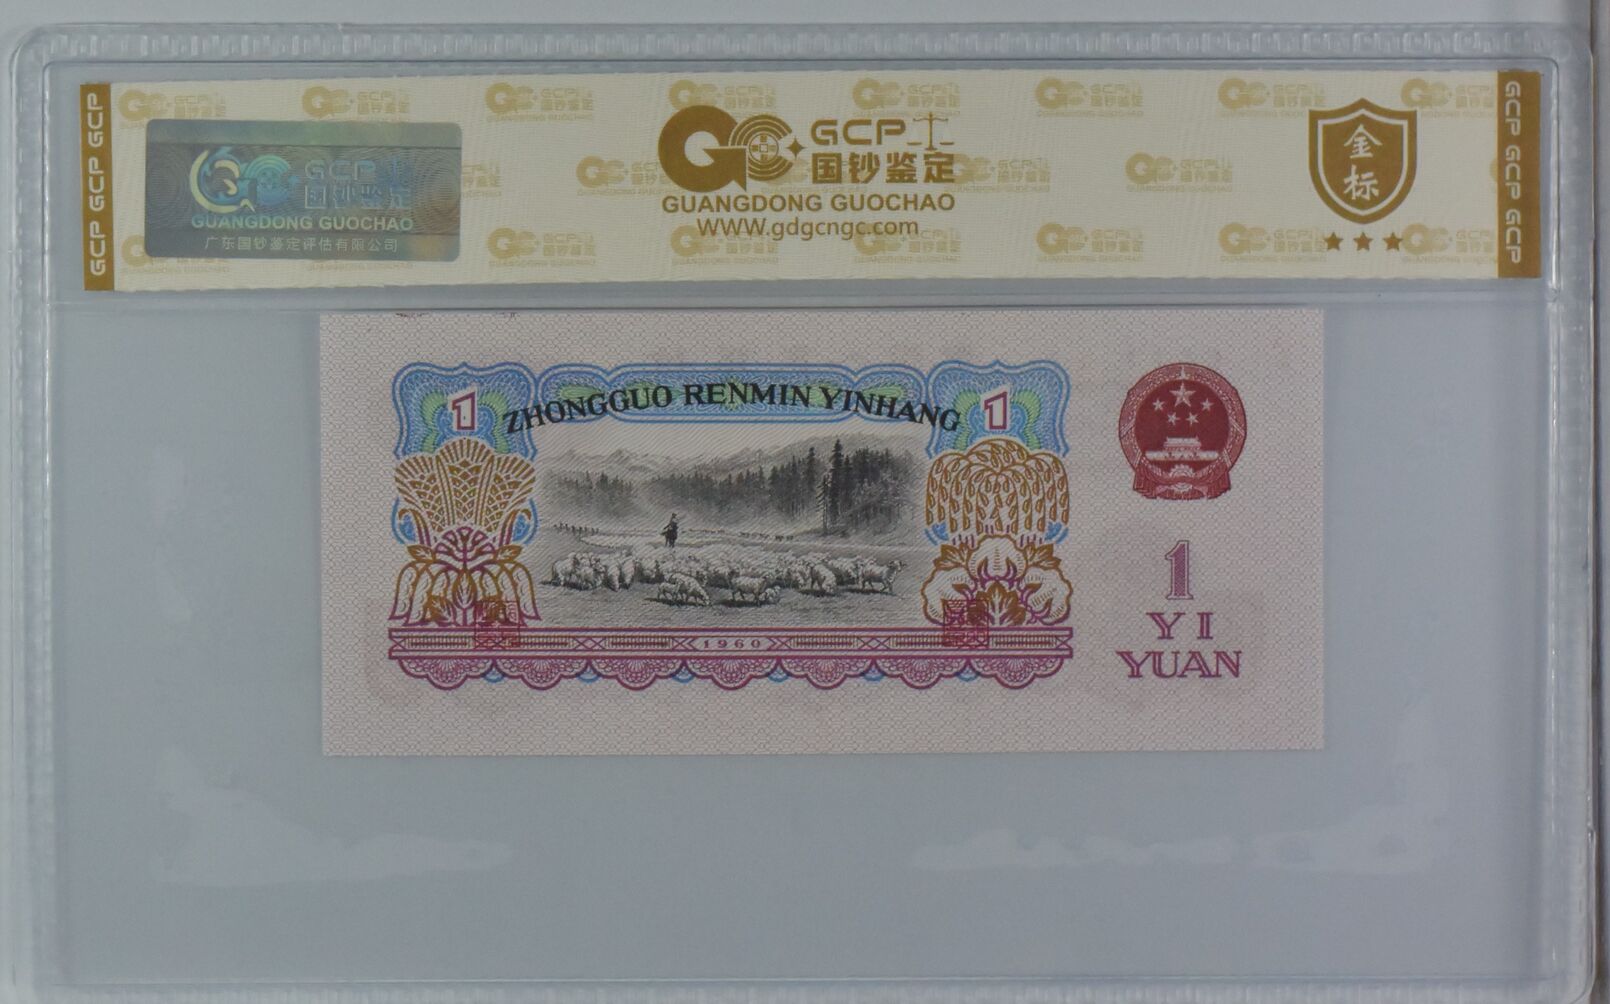 GCP GCP GCP
GCP
国钞鉴定
GUANGDONG GUOCHAO
广东国钞鉴定评估有限公司
GCP
国钞鉴定
GUANGDONG GUOCHAO
WWW.gdgcngc.com
金
标
GCP GCP GCP
1 ZHONGGUO RENMIN YINHANG 1
1960
1
YI
YUAN